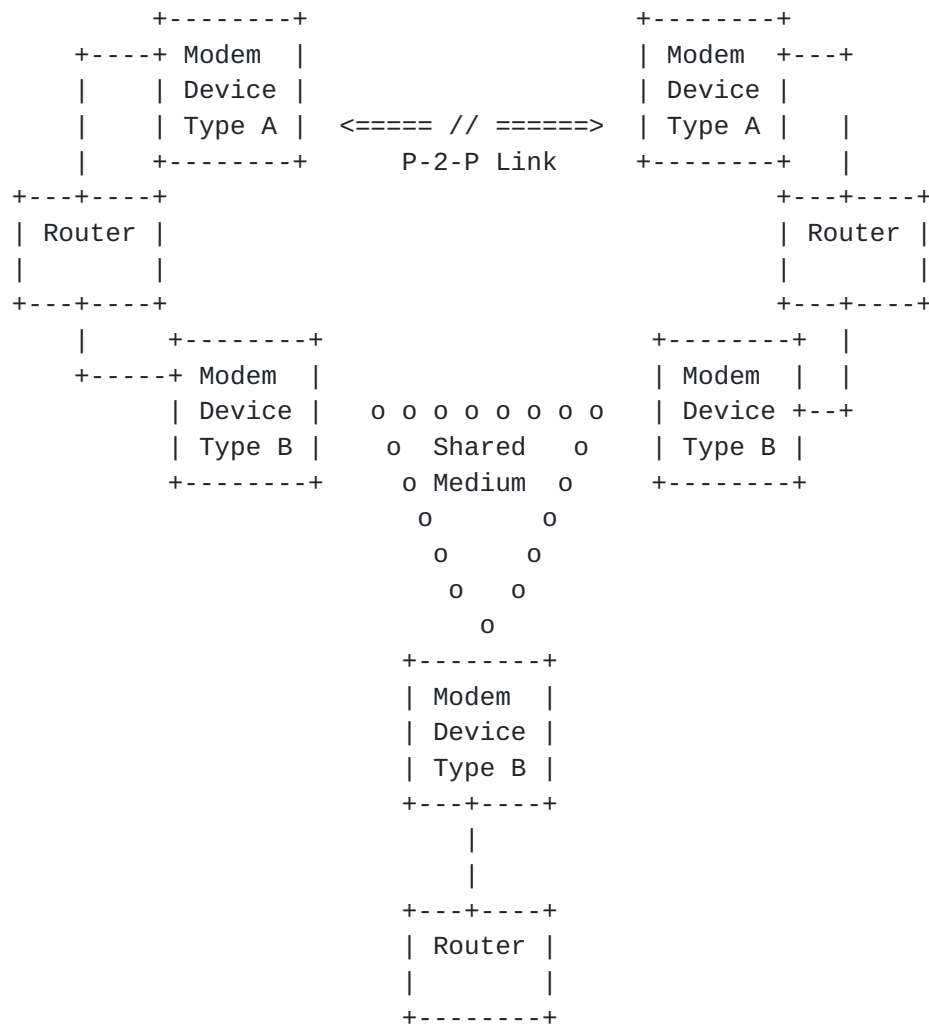 +--------+                     +--------+
    +----+ Modem  |                     | Modem  +---+
    |    | Device |                     | Device |
    |    | Type A |  <===== // ======>  | Type A |   |
    |    +--------+      P-2-P Link     +--------+   |
+---+----+                                       +---+----+
| Router |                                       | Router |
|        |                                       |        |
+---+----+                                       +---+----+
    |     +--------+                     +--------+  |
    +-----+ Modem  |                     | Modem  |  |
          | Device |   o o o o o o o o   | Device +--+
          | Type B |    o  Shared   o    | Type B |
          +--------+     o Medium  o     +--------+
                          o       o
                           o     o
                            o   o
                              o
                         +--------+
                         | Modem  |
                         | Device |
                         | Type B |
                         +---+----+
                             |
                             |
                         +---+----+
                         | Router |
                         |        |
                         +--------+